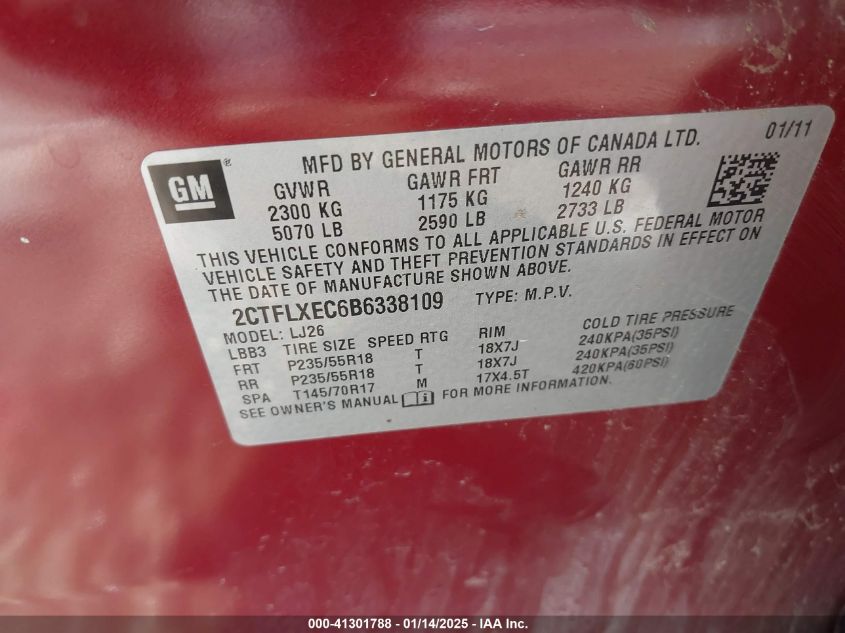 MFD BY GENERAL MOTORS OF CANADA LTD. 01/11
GM ®
GVWR GAWR FRT GAWR RR
2300 KG 1175 KG 1240 KG
5070 LB 2590 LB 2733 LB
THIS VEHICLE CONFORMS TO ALL APPLICABLE U.S. FEDERAL MOTOR
VEHICLE SAFETY AND THEFT PREVENTION STANDARDS IN EFFECT ON
THE DATE OF MANUFACTURE SHOWN ABOVE.
2CTFLXEC6B6338109 TYPE: M.P.V.
MODEL: LJ26
LBB3 TIRE SIZE SPEED RTG RIM COLD TIRE PRESSURE
FRT P235/55R18 T 18X7J 240KPA(35PSI)
RR P235/55R18 T 18X7J 240KPA(35PSI)
SPA T145/70R17 M 17X4.5T 420KPA(60PSI)
SEE OWNER'S MANUAL i FOR MORE INFORMATION.
000-41301788 - 01/14/2025 - IAA Inc.